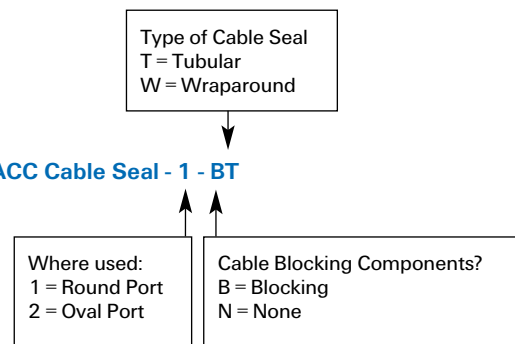 Type of Cable Seal
T = Tubular
W = Wraparound
ACC Cable Seal - 1 - BT
Where used:
1 = Round Port
2 = Oval Port
Cable Blocking Components?
B = Blocking
N = None